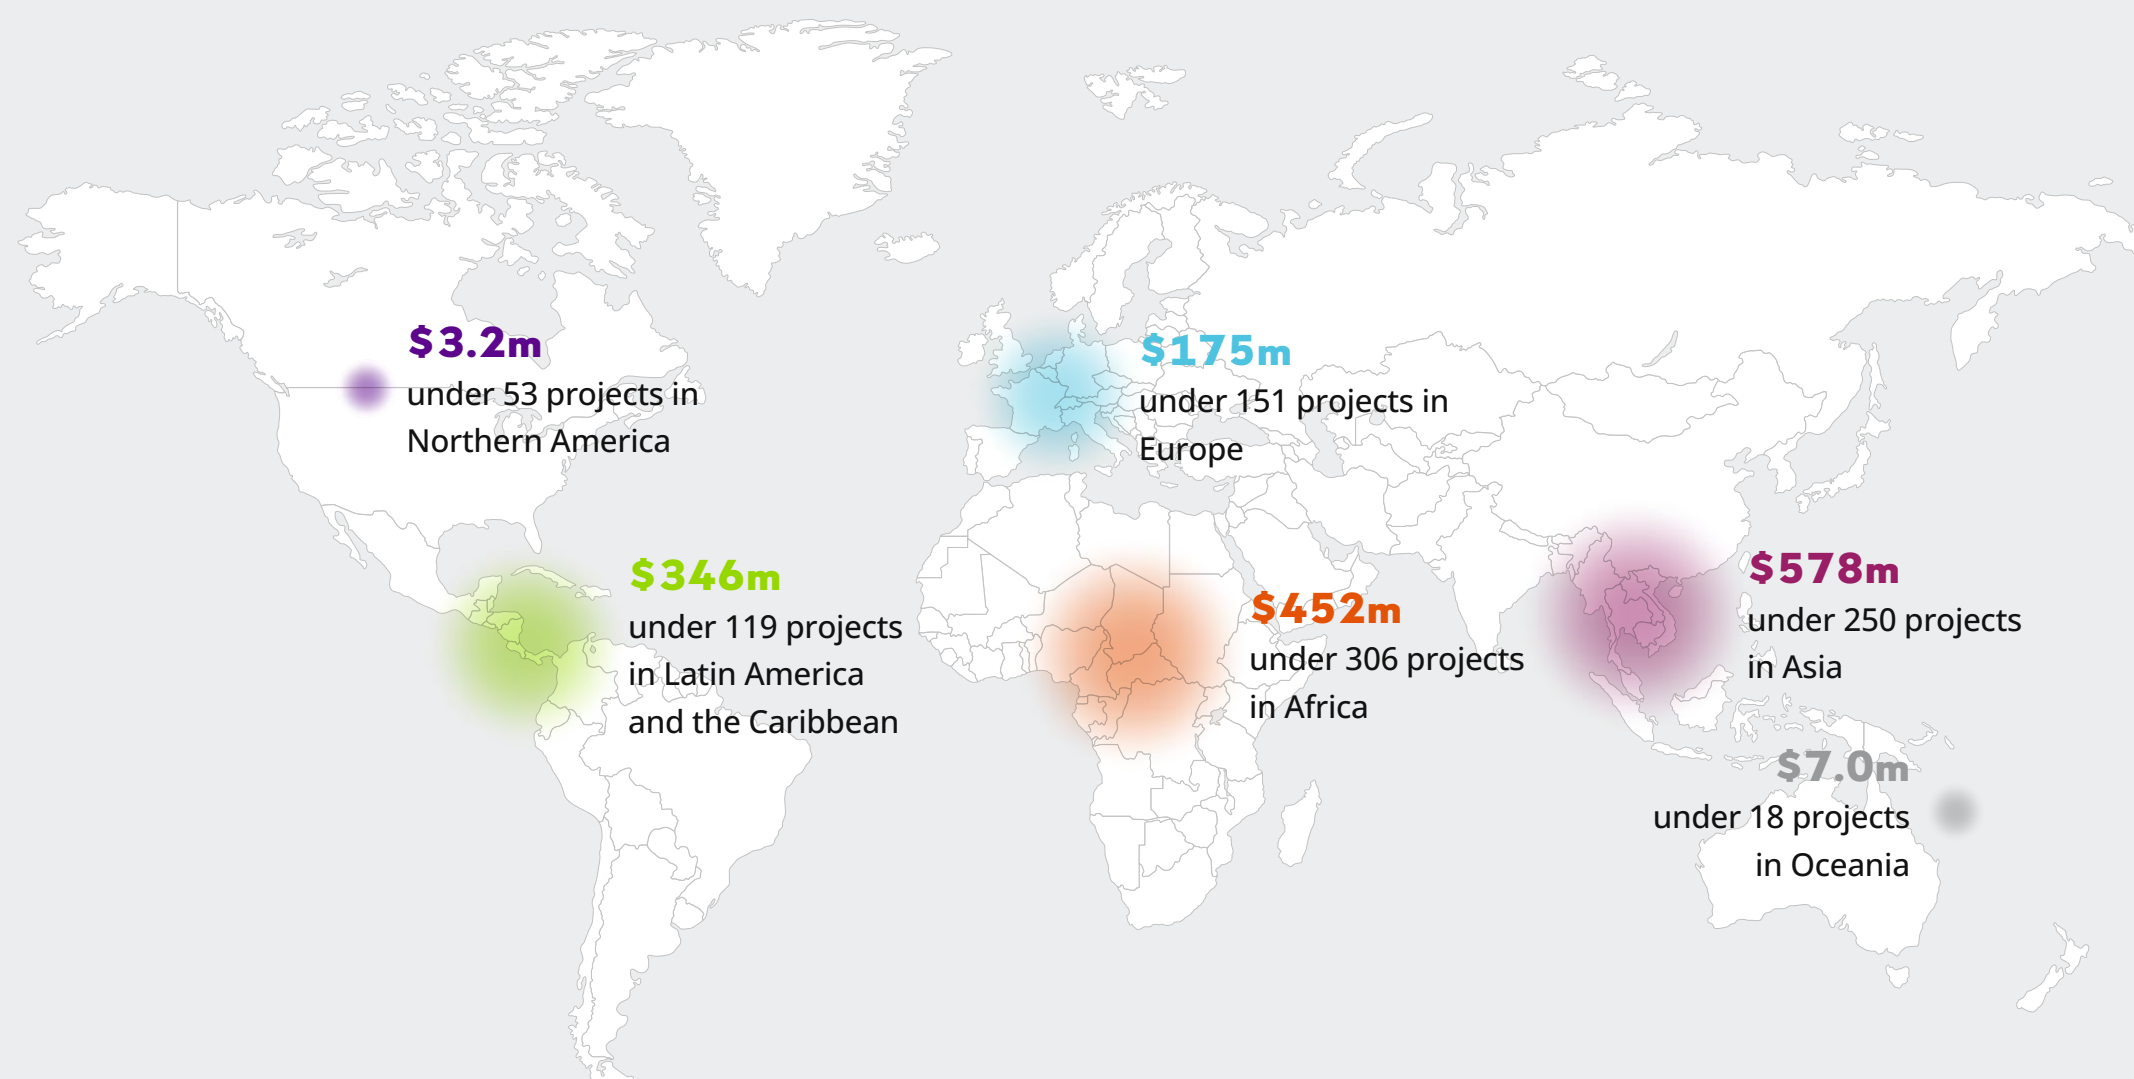 $3.2m
under 53 projects in
Northern America
$175m
under 151 projects in
Europe
$346m
under 119 projects
in Latin America
and the Caribbean
$452m
under 306 projects
in Africa
$578m
under 250 projects
in Asia
$7.0m
under 18 projects
in Oceania